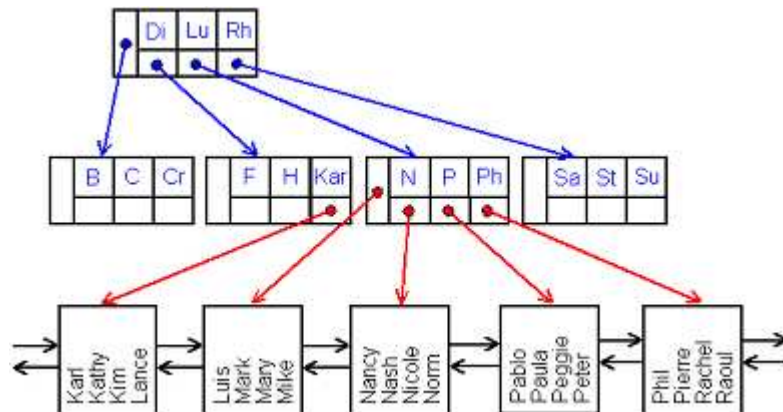 Di Lu Rh
B C Cr
F H Kar
N P Ph
Sa St Su
Karl
Kathy
Kim
Lance
Luis
Mark
Mary
Mike
Nancy
Nash
Nicole
Norm
Pablo
Paula
Peggie
Peter
Phil
Pierre
Rachel
Raoul